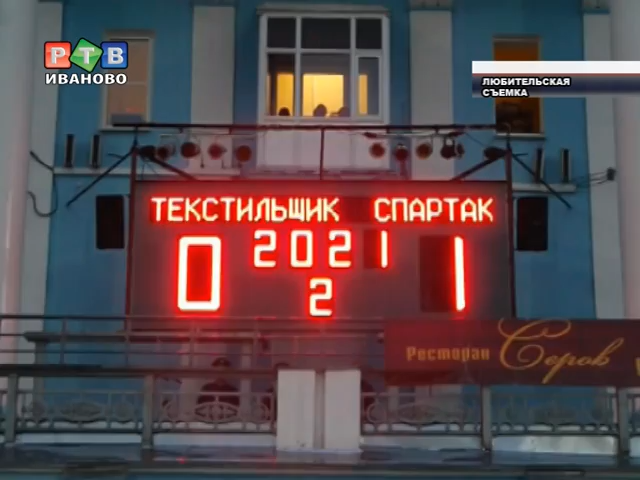 РТВ
ИВАНОВО
ЛЮБИТЕЛЬСКАЯ
СЪЕМКА
ТЕКСТИЛЬЩИК СПАРТАК
0 2021 1
2
Ресторан Серов